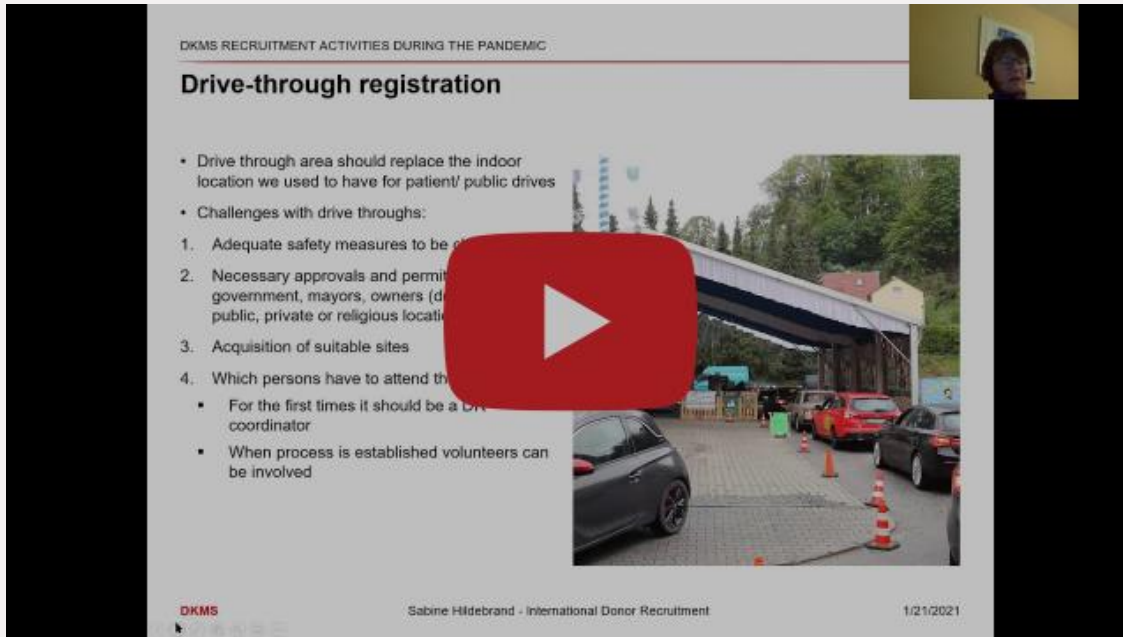 DKMS RECRUITMENT ACTIVITIES DURING THE PANDEMIC
Drive-through registration
• Drive through area should replace the indoor
location we used to have for patient/ public drives
• Challenges with drive throughs:
1. Adequate safety measures to be
2. Necessary approvals and permit
government, mayors, owners
public, private or religious
3. Acquisition of suitable sites
4. Which persons have to attend
▪ For the first times it should be a
coordinator
▪ When process is established volunteers can
be involved
DKMS
Sabine Hildebrand - International Donor Recruitment
1/21/2021